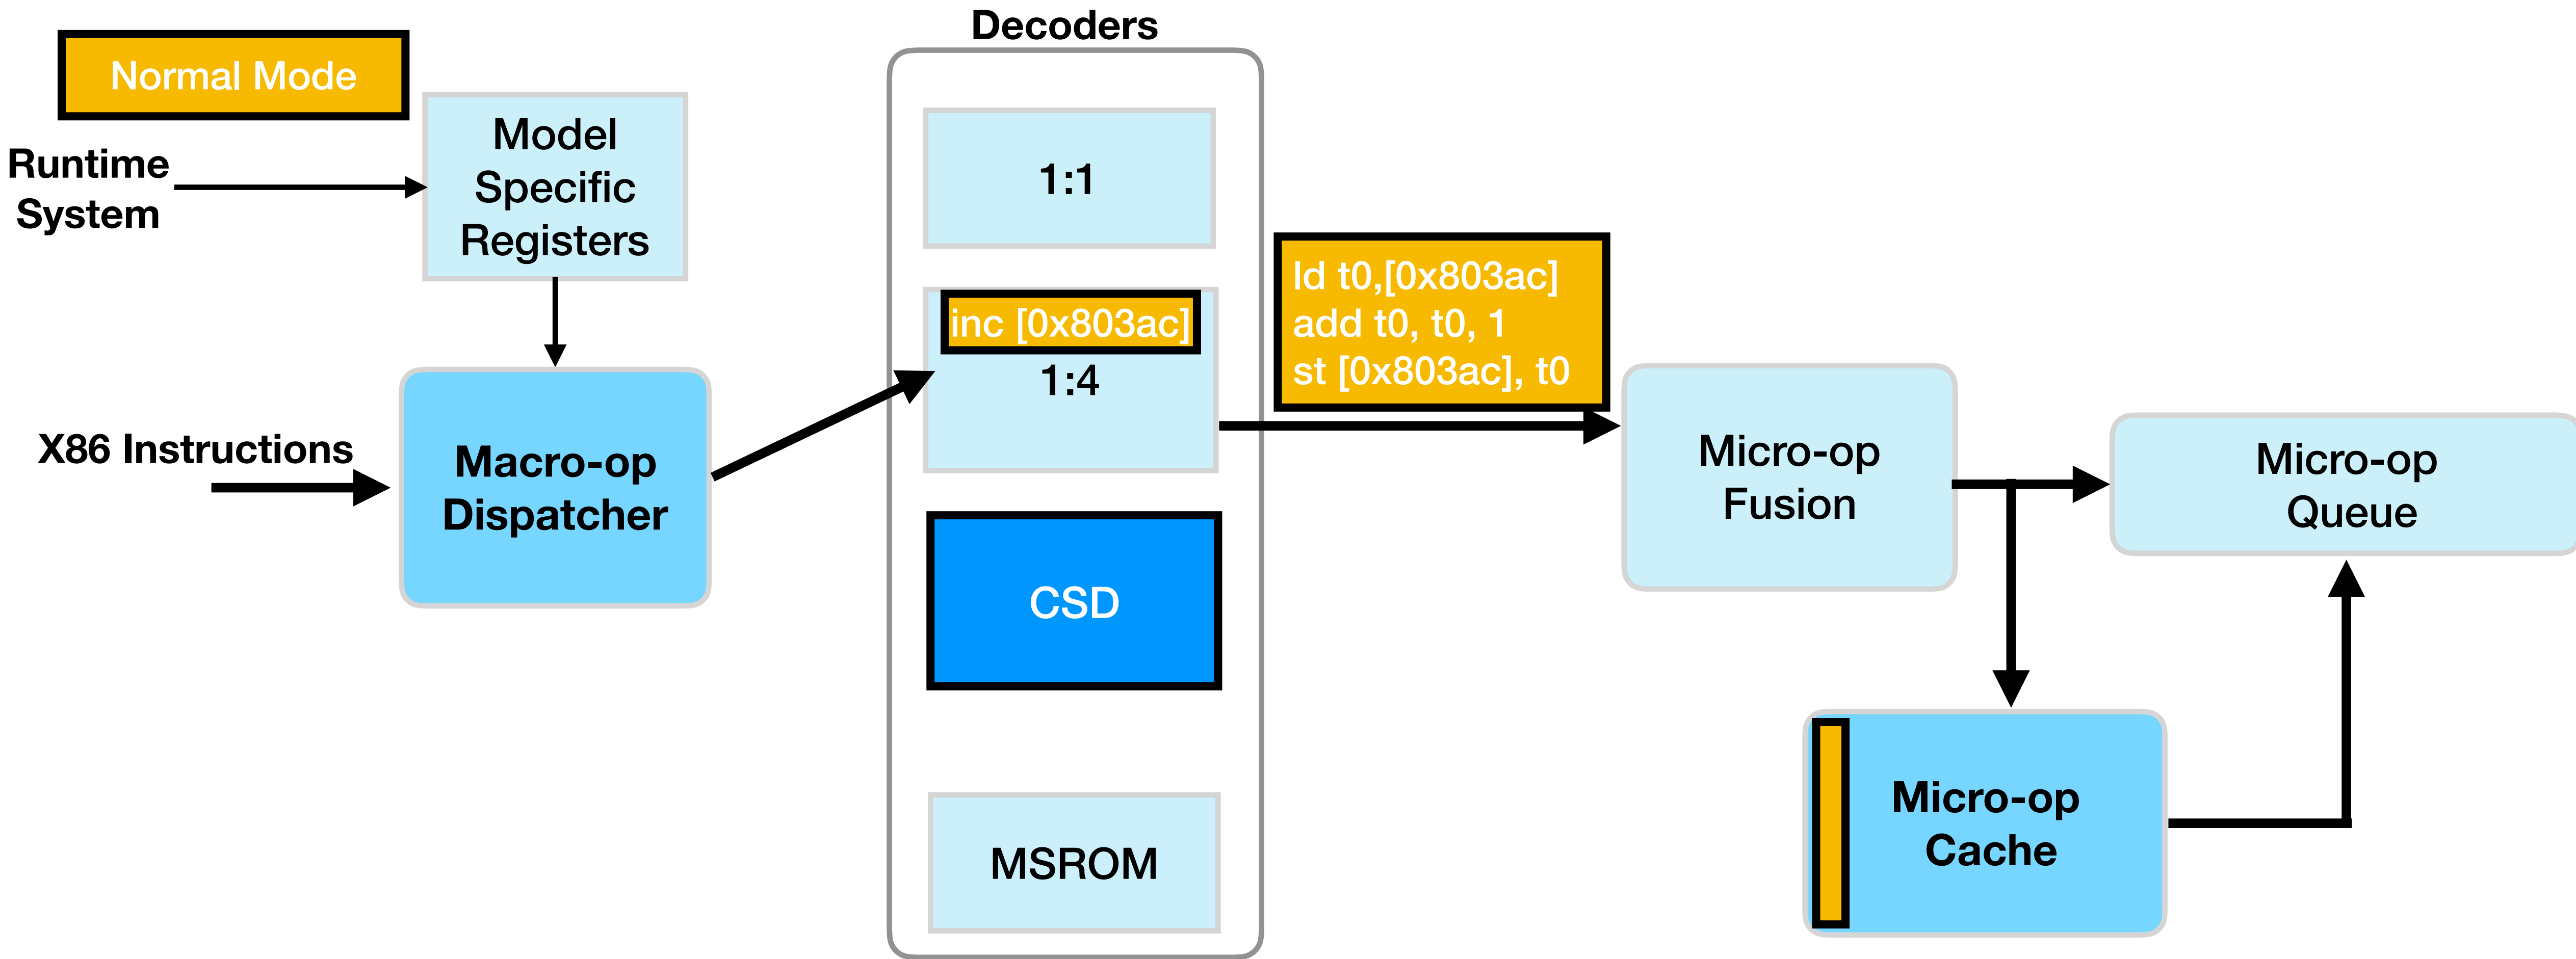 Decoders
Normal Mode
Runtime
System
Model
Specific
Registers
X86 Instructions
Macro-op
Dispatcher
1:1
inc [0x803ac]
1:4
CSD
MSROM
ld t0,[0x803ac]
add t0, t0, 1
st [0x803ac], t0
Micro-op
Fusion
Micro-op
Queue
Micro-op
Cache